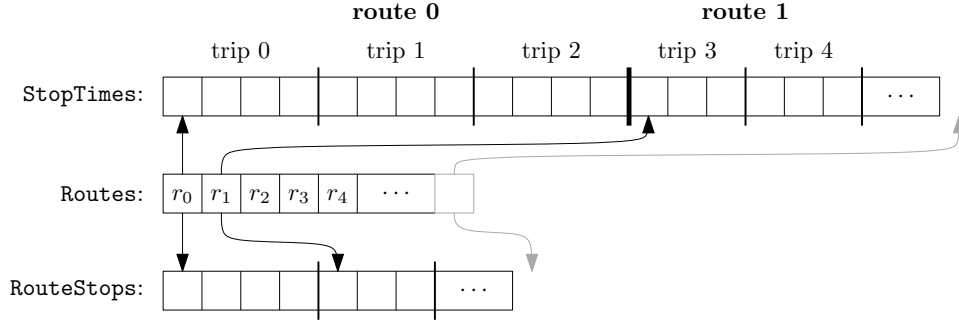 route 0 route 1
trip 0 trip 1 trip 2 trip 3 trip 4
StopTimes: ...
Routes: r₀ r₁ r₂ r₃ r₄ ...
RouteStops: ...